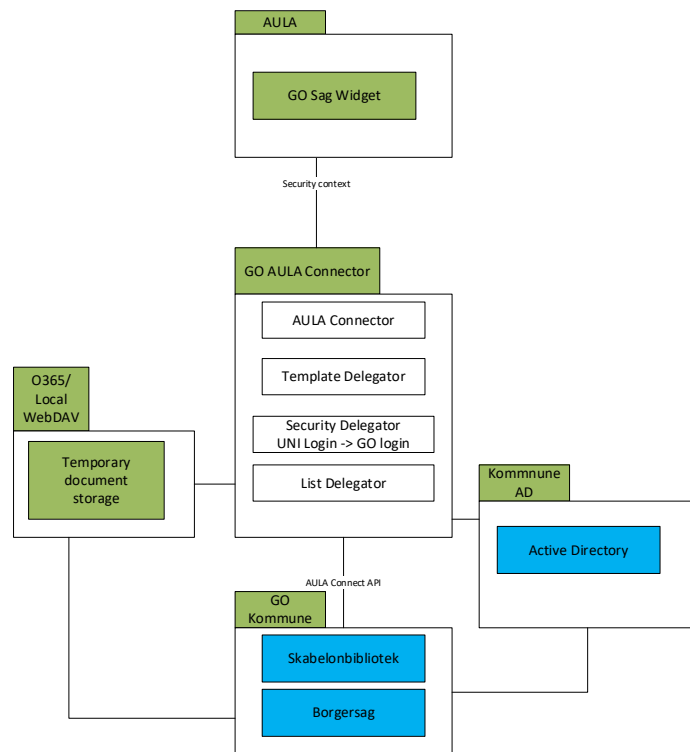 AULA
GO Sag Widget
Security context
GO AULA Connector
AULA Connector
Template Delegator
Security Delegator
UNI Login -> GO login
List Delegator
O365/
Local
WebDAV
Temporary
document
storage
Kommnune
AD
Active Directory
AULA Connect API
GO
Kommune
Skabelonbibliotek
Borgersag